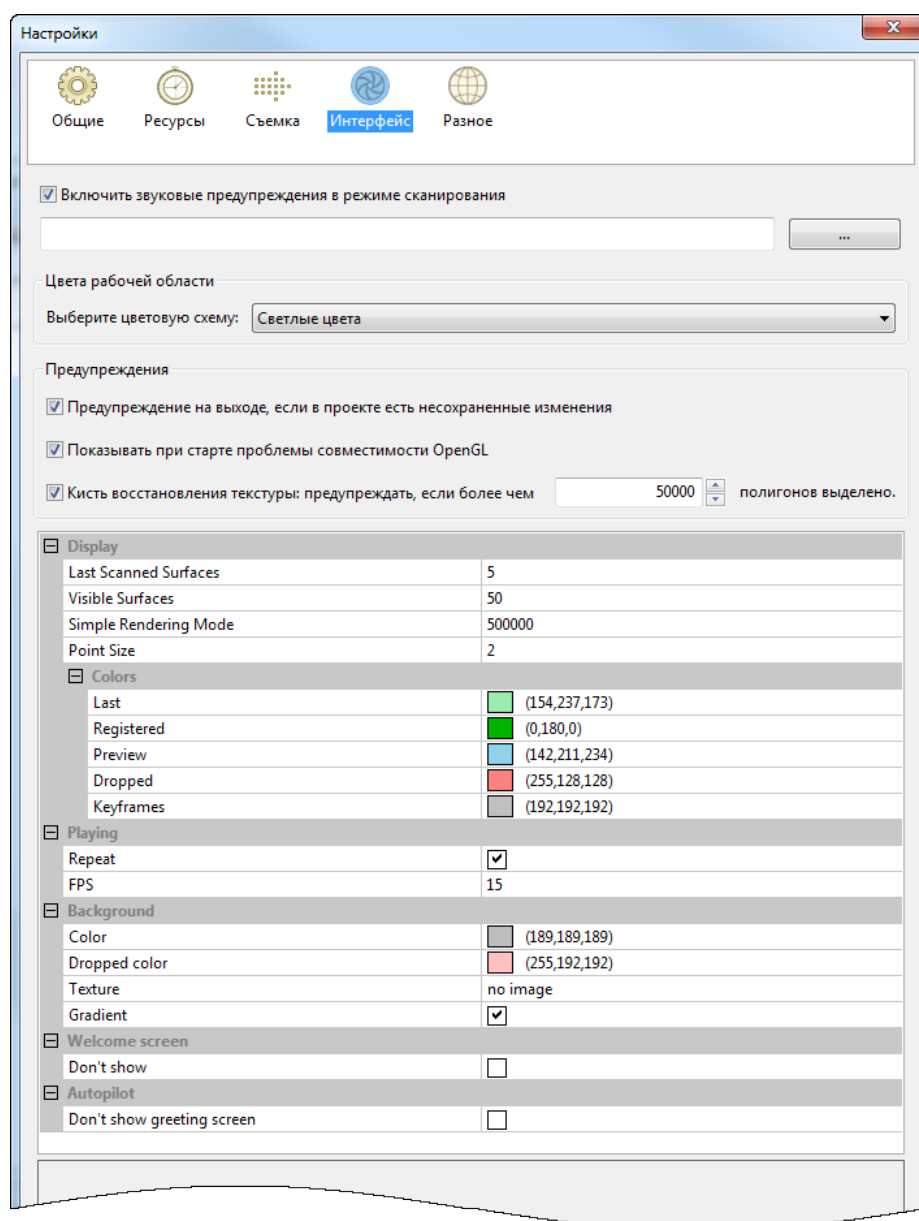 Настройки
Общие Ресурсы Съемка Интерфейс Разное
Включить звуковые предупреждения в режиме сканирования
...
Цвета рабочей области
Выберите цветовую схему: Светлые цвета
Предупреждения
Предупреждение на выходе, если в проекте есть несохраненные изменения
Показывать при старте проблемы совместимости OpenGL
Кисть восстановления текстуры: предупреждать, если более чем 50000 полигонов выделено.
Display
Last Scanned Surfaces 5
Visible Surfaces 50
Simple Rendering Mode 500000
Point Size 2
Colors
Last (154,237,173)
Registered (0,180,0)
Preview (142,211,234)
Dropped (255,128,128)
Keyframes (192,192,192)
Playing
Repeat
FPS 15
Background
Color (189,189,189)
Dropped color (255,192,192)
Texture no image
Gradient
Welcome screen
Don't show
Autopilot
Don't show greeting screen